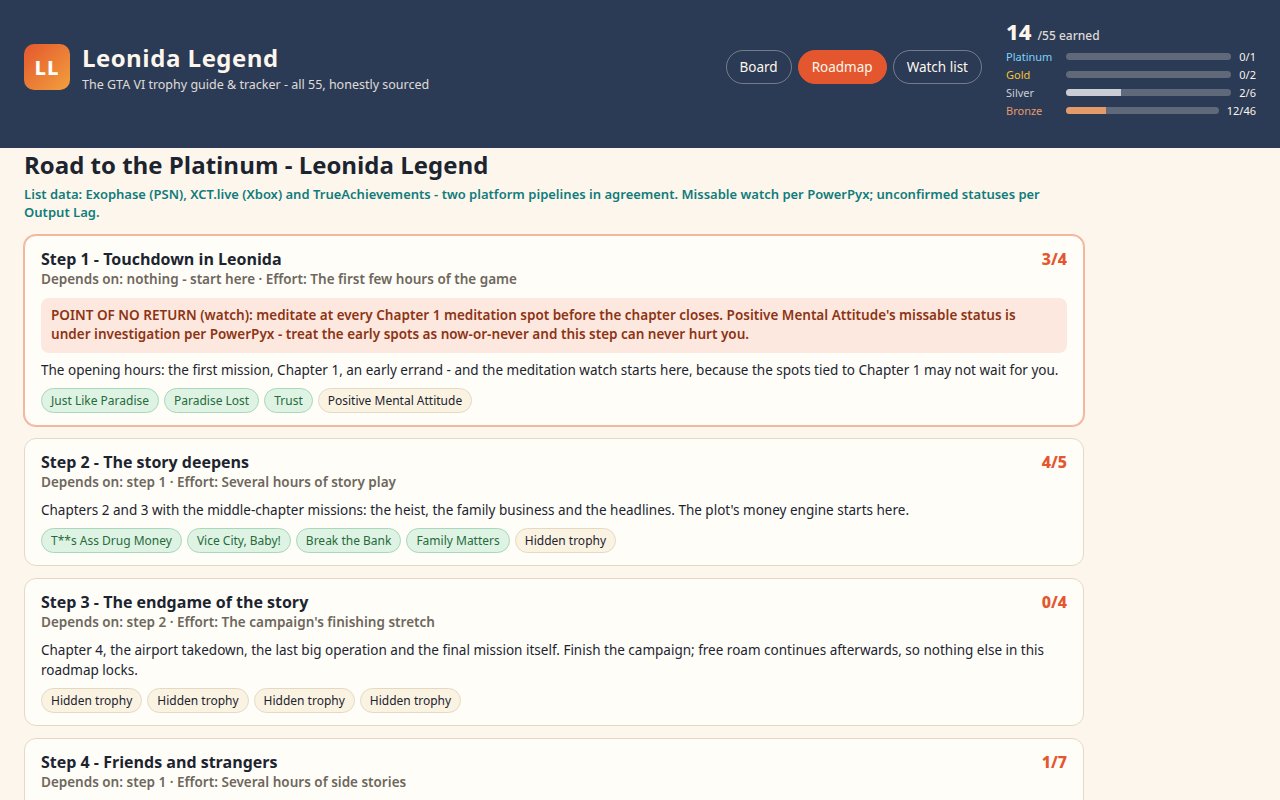 LL
Leonida Legend
The GTA VI trophy guide & tracker - all 55, honestly sourced
Board
Roadmap
Watch list
14 /55 earned
Platinum 0/1
Gold 0/2
Silver 2/6
Bronze 12/46
Road to the Platinum - Leonida Legend
List data: Exophase (PSN), XCT.live (Xbox) and TrueAchievements - two platform pipelines in agreement. Missable watch per PowerPyx; unconfirmed statuses per
Output Lag.
Step 1 - Touchdown in Leonida 3/4
Depends on: nothing - start here · Effort: The first few hours of the game
POINT OF NO RETURN (watch): meditate at every Chapter 1 meditation spot before the chapter closes. Positive Mental Attitude's missable status is
under investigation per PowerPyx - treat the early spots as now-or-never and this step can never hurt you.
The opening hours: the first mission, Chapter 1, an early errand - and the meditation watch starts here, because the spots tied to Chapter 1 may not wait for you.
Just Like Paradise
Paradise Lost
Trust
Positive Mental Attitude
Step 2 - The story deepens 4/5
Depends on: step 1 · Effort: Several hours of story play
Chapters 2 and 3 with the middle-chapter missions: the heist, the family business and the headlines. The plot's money engine starts here.
T**s Ass Drug Money
Vice City, Baby!
Break the Bank
Family Matters
Hidden trophy
Step 3 - The endgame of the story 0/4
Depends on: step 2 · Effort: The campaign's finishing stretch
Chapter 4, the airport takedown, the last big operation and the final mission itself. Finish the campaign; free roam continues afterwards, so nothing else in this
roadmap locks.
Hidden trophy
Hidden trophy
Hidden trophy
Hidden trophy
Step 4 - Friends and strangers 1/7
Depends on: step 1 · Effort: Several hours of side stories